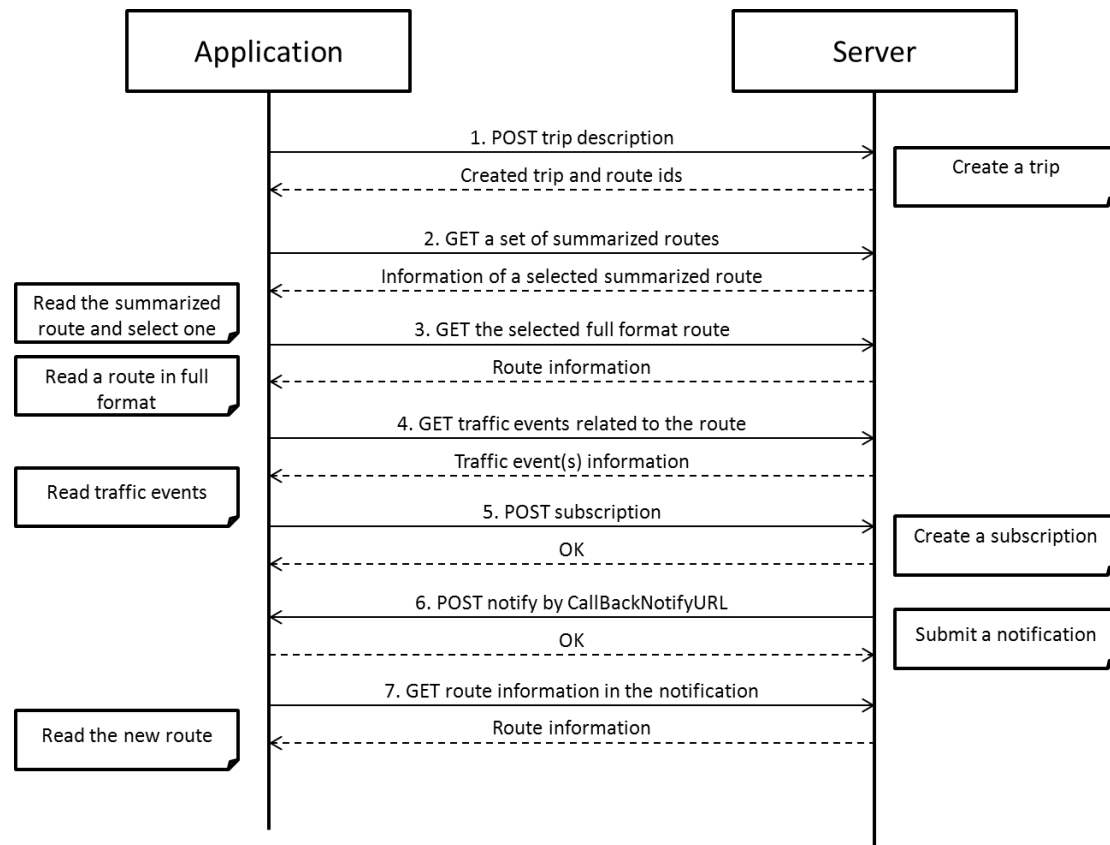 Application
Server
1. POST trip description
Create a trip
Created trip and route ids
2. GET a set of summarized routes
Information of a selected summarized route
Read the summarized
route and select one
3. GET the selected full format route
Route information
Read a route in full
format
4. GET traffic events related to the route
Traffic event(s) information
Read traffic events
5. POST subscription
Create a subscription
OK
6. POST notify by CallBackNotifyURL
Submit a notification
OK
7. GET route information in the notification
Route information
Read the new route